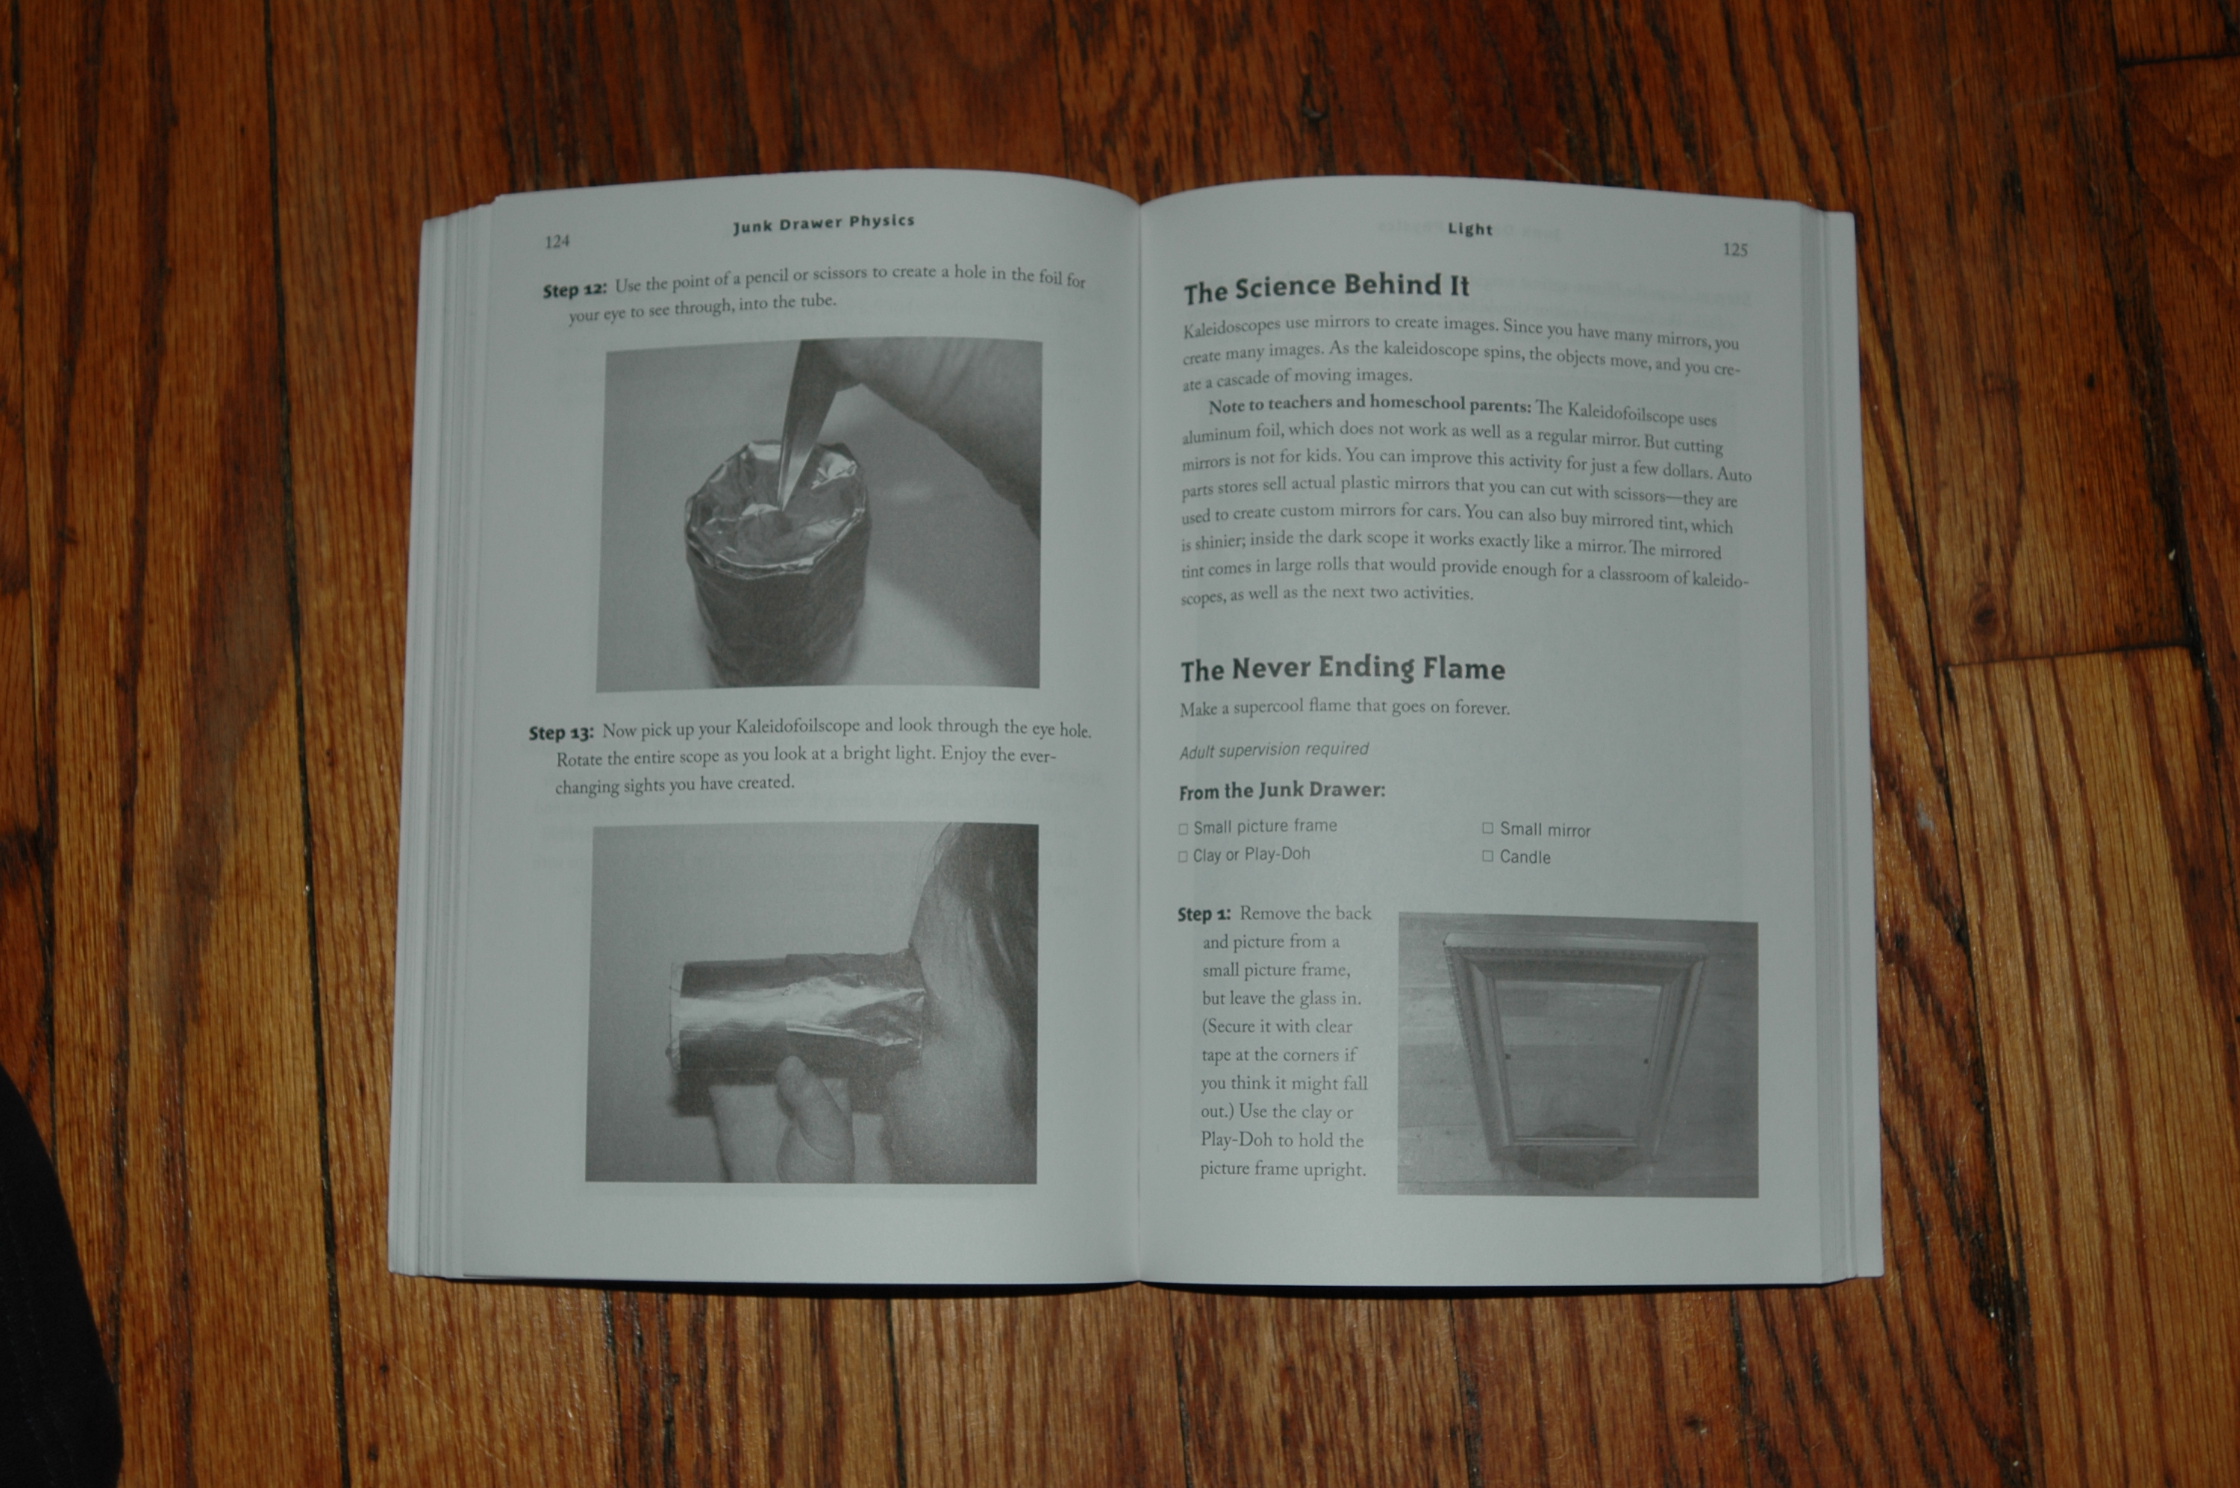 124
Junk Drawer Physics
Step 12: Use the point of a pencil or scissors to create a hole in the foil for
your eye to see through, into the tube.
Step 13: Now pick up your Kaleidofoilscope and look through the eye hole.
Rotate the entire scope as you look at a bright light. Enjoy the ever-
changing sights you have created.
Light
125
The Science Behind It
Kaleidoscopes use mirrors to create images. Since you have many mirrors, you
create many images. As the kaleidoscope spins, the objects move, and you cre-
ate a cascade of moving images.
Note to teachers and homeschool parents: The Kaleidofoilscope uses
aluminum foil, which does not work as well as a regular mirror. But cutting
mirrors is not for kids. You can improve this activity for just a few dollars. Auto
parts stores sell actual plastic mirrors that you can cut with scissors—they are
used to create custom mirrors for cars. You can also buy mirrored tint, which
is shinier; inside the dark scope it works exactly like a mirror. The mirrored
tint comes in large rolls that would provide enough for a classroom of kaleido-
scopes, as well as the next two activities.
The Never Ending Flame
Make a supercool flame that goes on forever.
Adult supervision required
From the Junk Drawer:
□ Small picture frame □ Small mirror
□ Clay or Play-Doh □ Candle
Step 1: Remove the back
and picture from a
small picture frame,
but leave the glass in.
(Secure it with clear
tape at the corners if
you think it might fall
out.) Use the clay or
Play-Doh to hold the
picture frame upright.